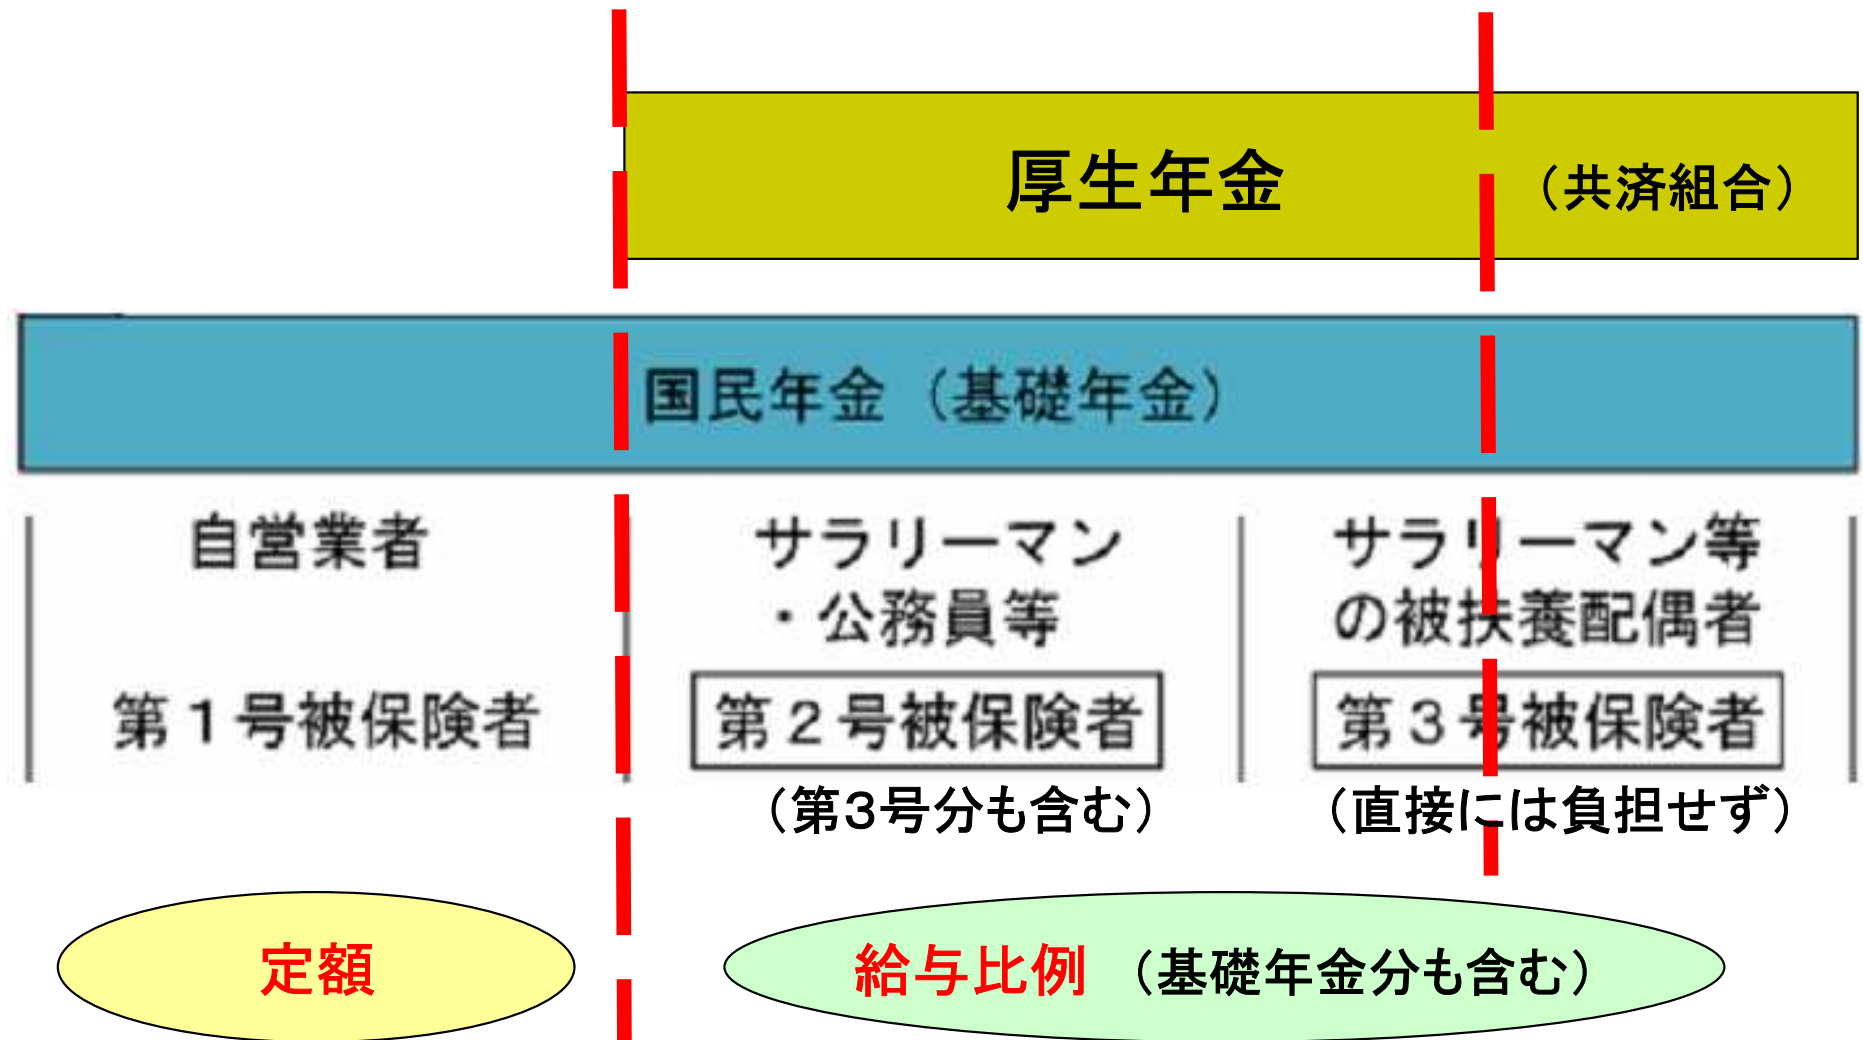 厚生年金 （共済組合）
国民年金（基礎年金）
自営業者
第１号被保険者
サラリーマン
・公務員等
第２号被保険者
（第3号分も含む）
サラリーマン等
の被扶養配偶者
第３号被保険者
（直接には負担せず）
定額
給与比例 （基礎年金分も含む）